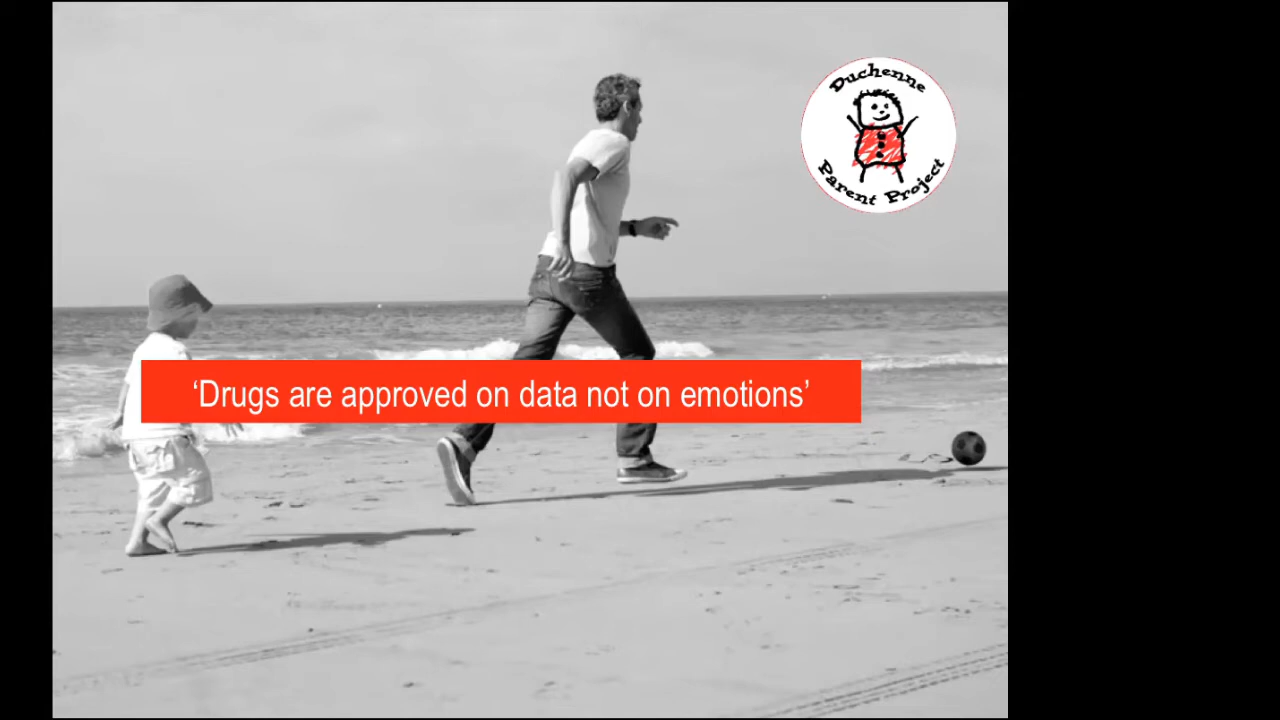 Duchenne
Parent Project
‘Drugs are approved on data not on emotions’